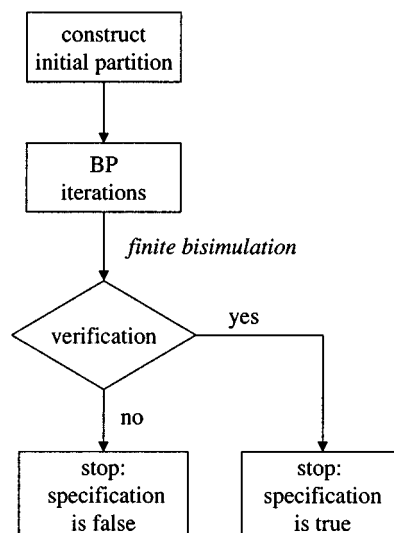 construct
initial partition
BP
iterations
finite bisimulation
verification
yes
no
stop:
specification
is false
stop:
specification
is true